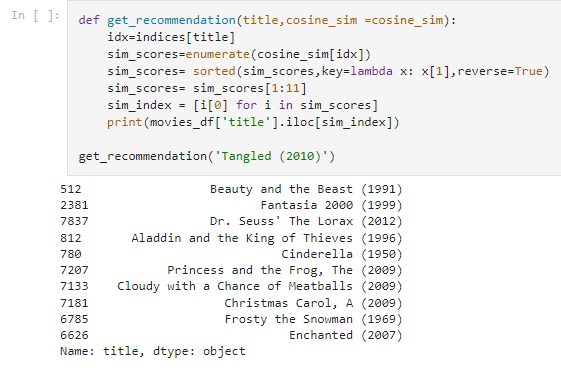 In [ ]:
def get_recommendation(title,cosine_sim =cosine_sim):
    idx=indices[title]
    sim_scores=enumerate(cosine_sim[idx])
    sim_scores= sorted(sim_scores,key=lambda x: x[1],reverse=True)
    sim_scores= sim_scores[1:11]
    sim_index = [i[0] for i in sim_scores]
    print(movies_df['title'].iloc[sim_index])
get_recommendation('Tangled (2010)')
512                 Beauty and the Beast (1991)
2381                       Fantasia 2000 (1999)
7837                Dr. Seuss' The Lorax (2012)
812      Aladdin and the King of Thieves (1996)
780                           Cinderella (1950)
7207           Princess and the Frog, The (2009)
7133    Cloudy with a Chance of Meatballs (2009)
7181                   Christmas Carol, A (2009)
6785                   Frosty the Snowman (1969)
6626                            Enchanted (2007)
Name: title, dtype: object